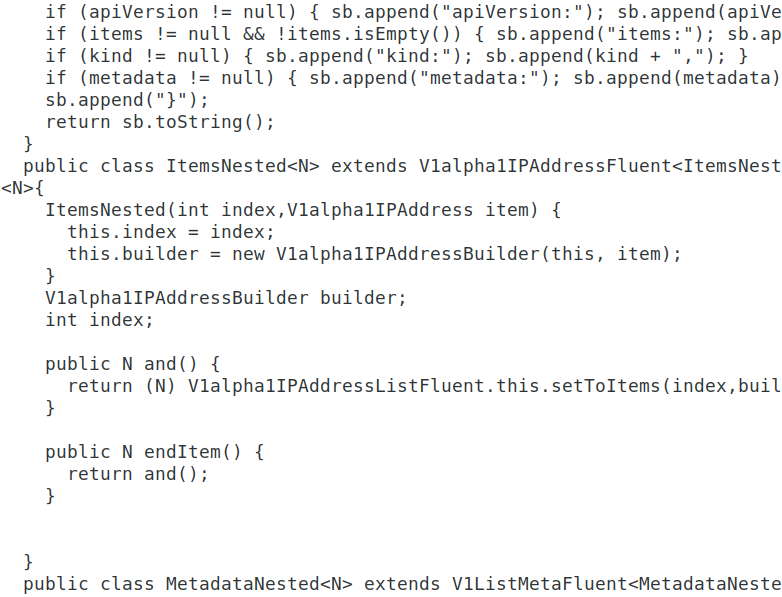 if (apiVersion != null) { sb.append("apiVersion:"); sb.append(apiVe
    if (items != null && !items.isEmpty()) { sb.append("items:"); sb.ap
    if (kind != null) { sb.append("kind:"); sb.append(kind + ","); }
    if (metadata != null) { sb.append("metadata:"); sb.append(metadata)
    sb.append("}");
    return sb.toString();
  }
  public class ItemsNested<N> extends V1alpha1IPAddressFluent<ItemsNest
<N>{
    ItemsNested(int index,V1alpha1IPAddress item) {
      this.index = index;
      this.builder = new V1alpha1IPAddressBuilder(this, item);
    }
    V1alpha1IPAddressBuilder builder;
    int index;

    public N and() {
      return (N) V1alpha1IPAddressListFluent.this.setToItems(index,buil
    }

    public N endItem() {
      return and();
    }


  }
  public class MetadataNested<N> extends V1ListMetaFluent<MetadataNeste